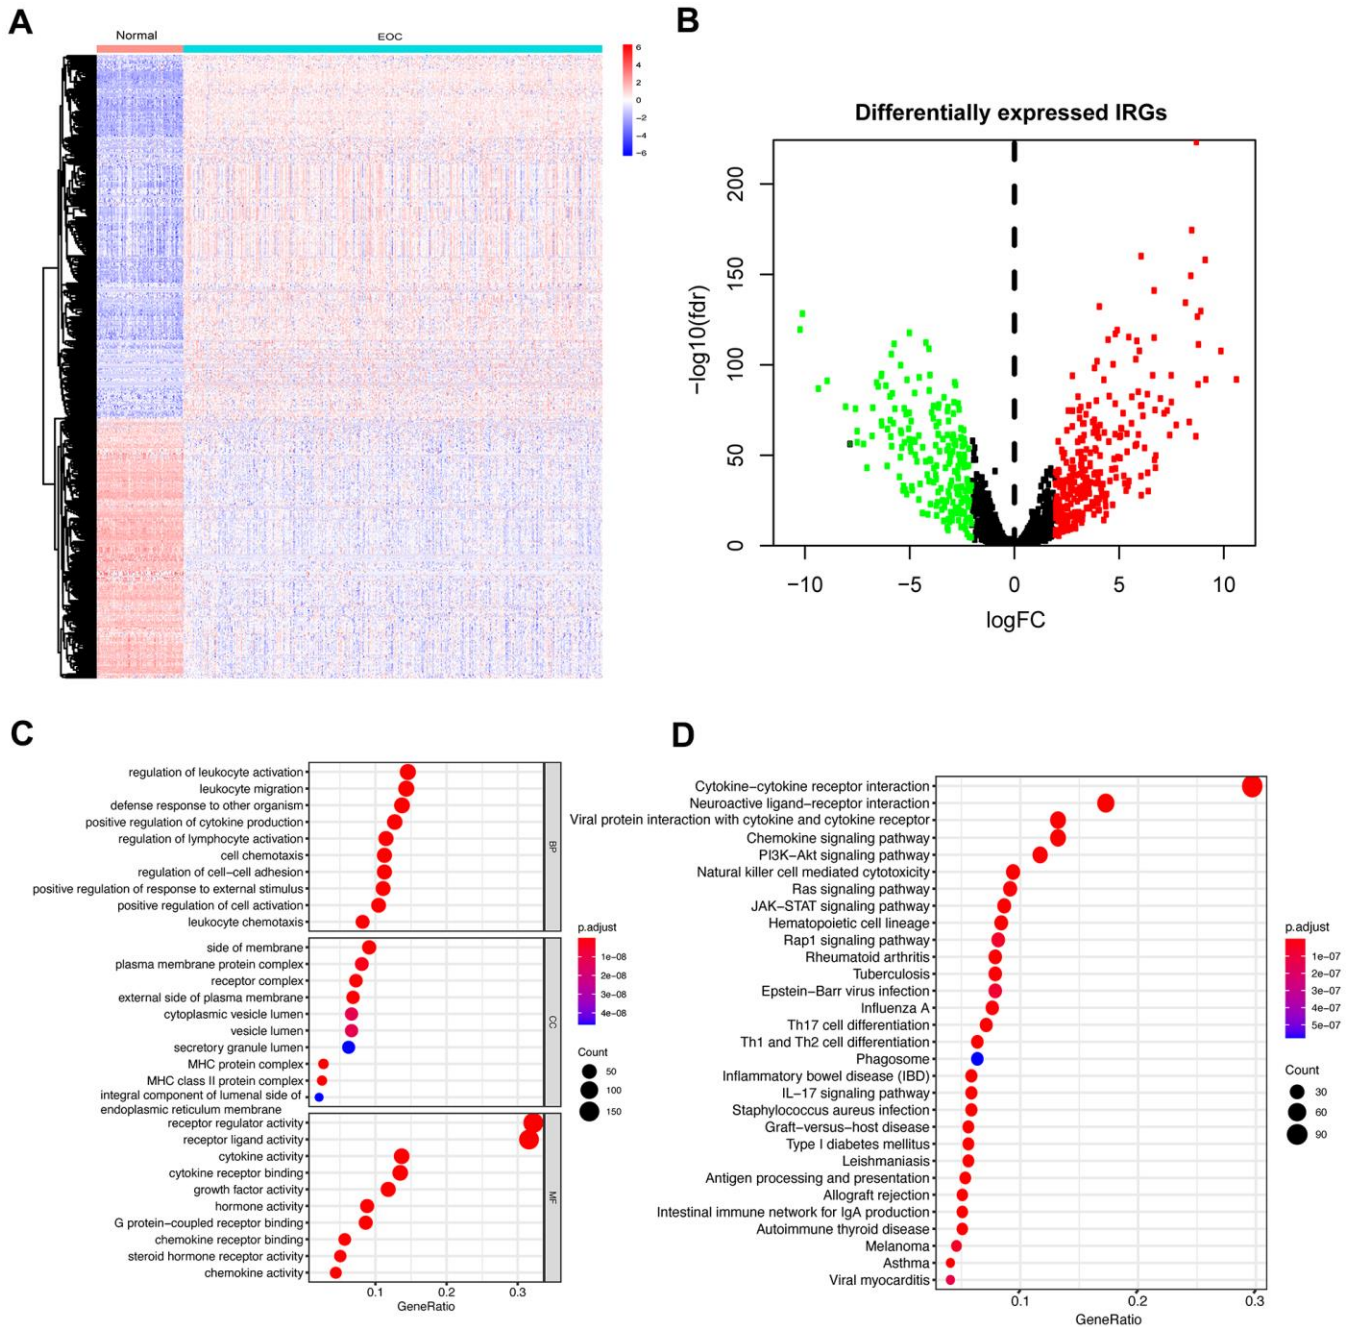 A
Normal
EOC
6
4
2
0
−2
−4
−6
B
Differentially expressed IRGs
−log10(fdr)
200
150
100
50
0
−10
−5
0
5
10
logFC
C
regulation of leukocyte activation
leukocyte migration
defense response to other organism
positive regulation of cytokine production
regulation of lymphocyte activation
cell chemotaxis
regulation of cell−cell adhesion
positive regulation of response to external stimulus
positive regulation of cell activation
leukocyte chemotaxis
BP
side of membrane
plasma membrane protein complex
receptor complex
external side of plasma membrane
cytoplasmic vesicle lumen
vesicle lumen
secretory granule lumen
MHC protein complex
MHC class II protein complex
integral component of lumenal side of
endoplasmic reticulum membrane
CC
receptor regulator activity
receptor ligand activity
cytokine activity
cytokine receptor binding
growth factor activity
hormone activity
G protein−coupled receptor binding
chemokine receptor binding
steroid hormone receptor activity
chemokine activity
MF
0.1
0.2
0.3
GeneRatio
p.adjust
1e−08
2e−08
3e−08
4e−08
Count
50
100
150
D
Cytokine−cytokine receptor interaction
Neuroactive ligand−receptor interaction
Viral protein interaction with cytokine and cytokine receptor
Chemokine signaling pathway
PI3K−Akt signaling pathway
Natural killer cell mediated cytotoxicity
Ras signaling pathway
JAK−STAT signaling pathway
Hematopoietic cell lineage
Rap1 signaling pathway
Rheumatoid arthritis
Tuberculosis
Epstein−Barr virus infection
Influenza A
Th17 cell differentiation
Th1 and Th2 cell differentiation
Phagosome
Inflammatory bowel disease (IBD)
IL−17 signaling pathway
Staphylococcus aureus infection
Graft−versus−host disease
Type I diabetes mellitus
Leishmaniasis
Antigen processing and presentation
Allograft rejection
Intestinal immune network for IgA production
Autoimmune thyroid disease
Melanoma
Asthma
Viral myocarditis
0.1
0.2
0.3
GeneRatio
p.adjust
1e−07
2e−07
3e−07
4e−07
5e−07
Count
30
60
90